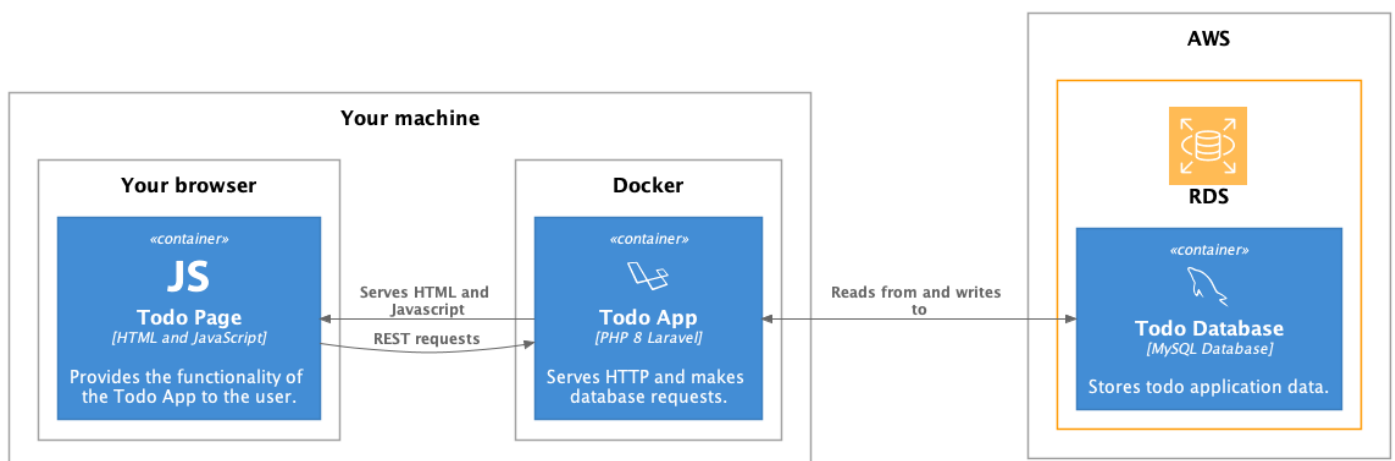 AWS
Your machine
RDS
Your browser
Docker
«container»
JS
Todo Page
[HTML and JavaScript]
Provides the functionality of
the Todo App to the user.
Serves HTML and
Javascript
REST requests
«container»
Todo App
[PHP 8 Laravel]
Serves HTTP and makes
database requests.
Reads from and writes
to
«container»
Todo Database
[MySQL Database]
Stores todo application data.